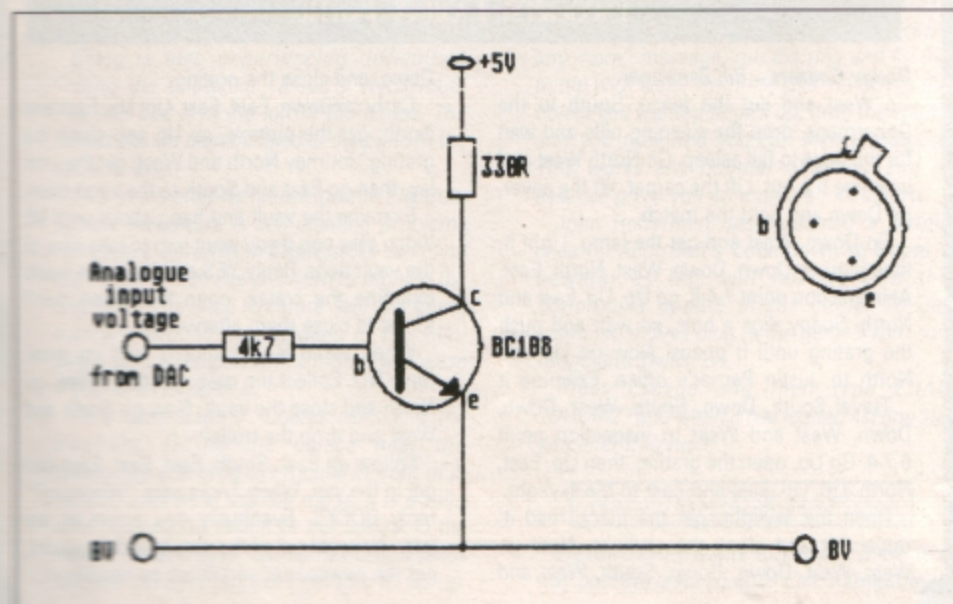 +5V
330R
c
b
e
Analogue
input
voltage
from DAC
4k7
b
c
BC108
e
0V
0V